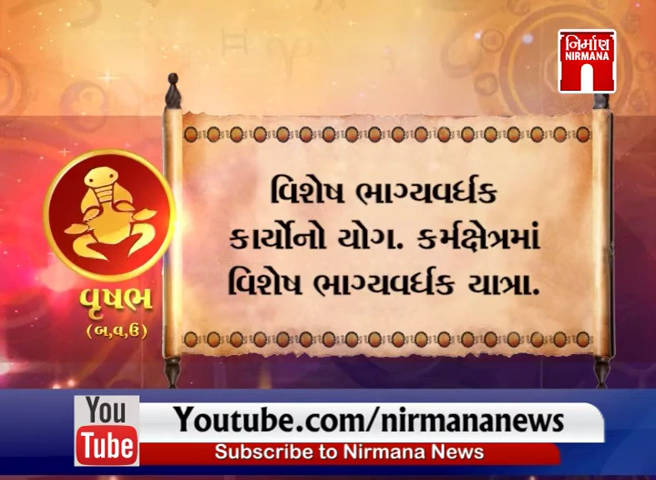 નિર્માણ
NIRMANA
વિશેષ ભાગ્યવર્ધક
કાર્યોનો યોગ. કર્મક્ષેત્રમાં
વિશેષ ભાગ્યવર્ધક યાત્રા.
વૃષભ
(બ,વ,ઉ)
You
Tube
Youtube.com/nirmananews
Subscribe to Nirmana News